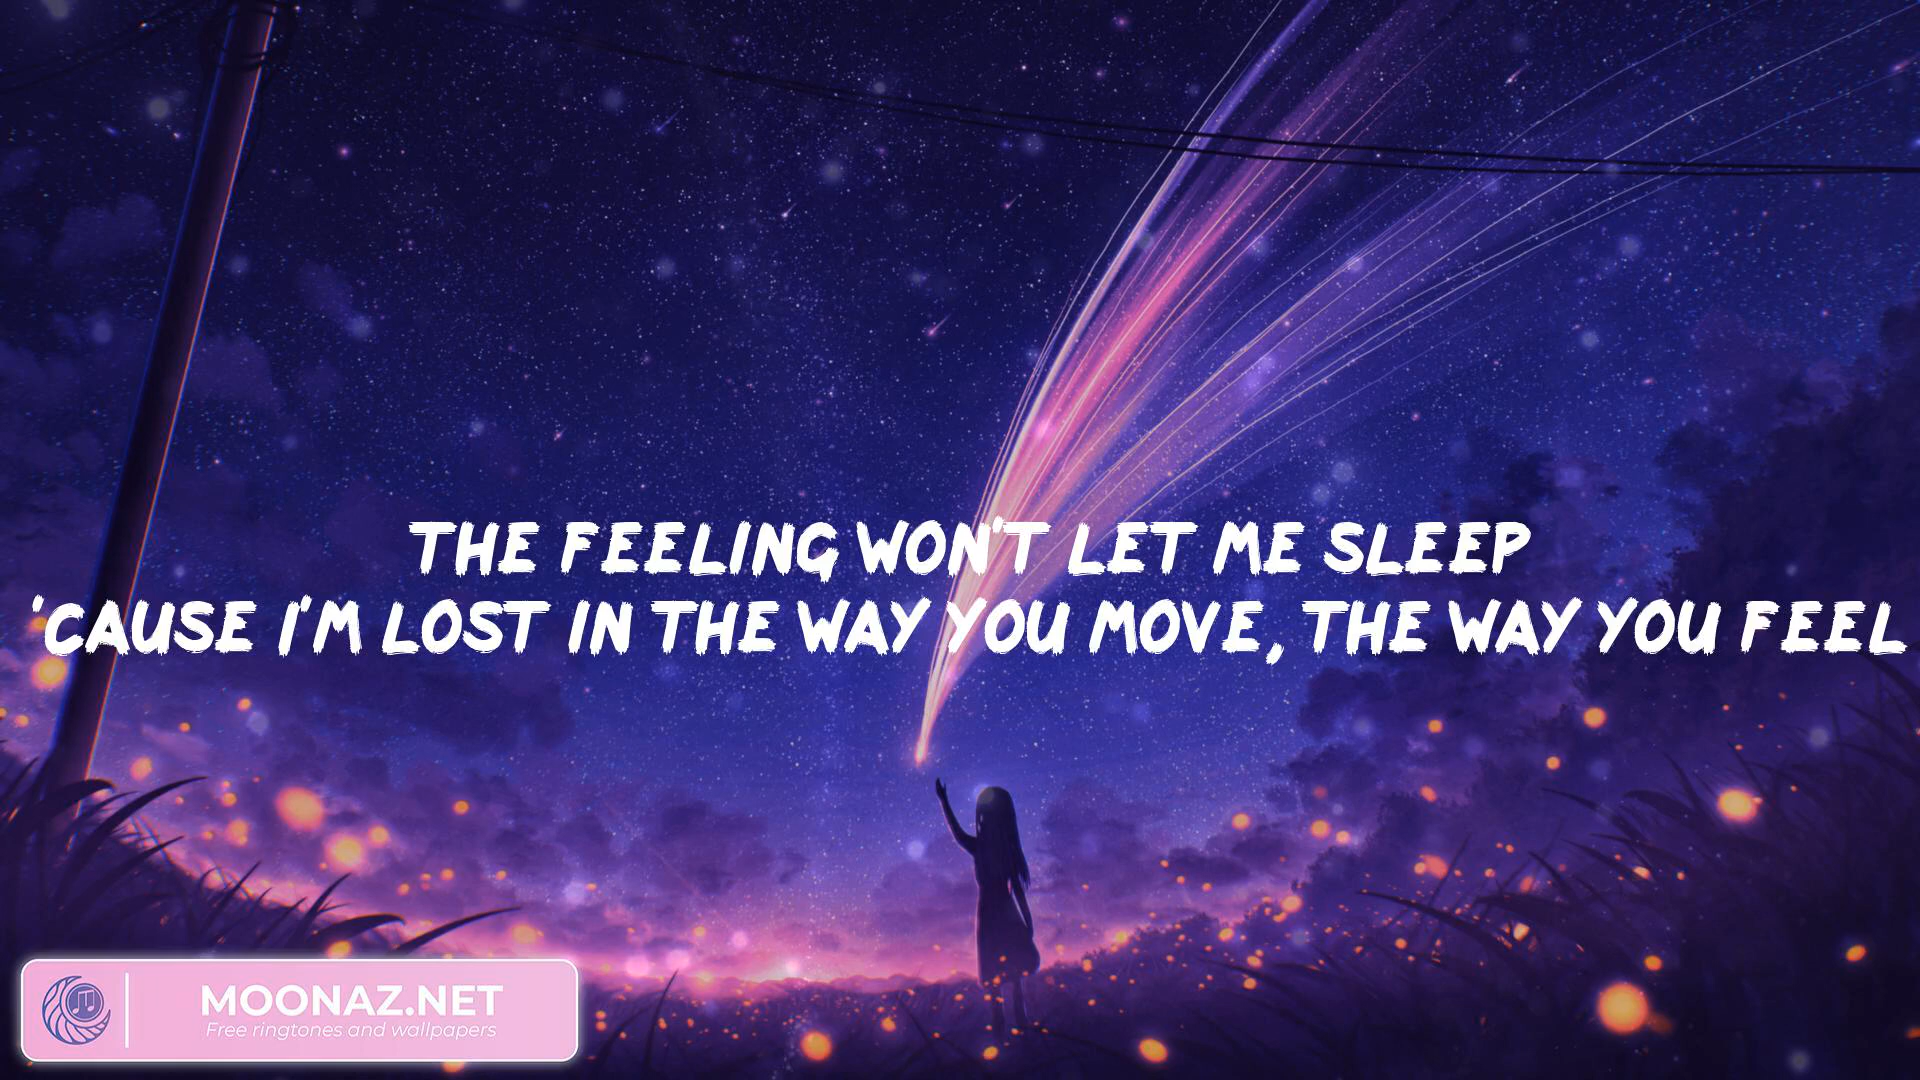 THE FEELING WON'T LET ME SLEEP
'CAUSE I'M LOST IN THE WAY YOU MOVE, THE WAY YOU FEEL
MOONAZ.NET
Free ringtones and wallpapers